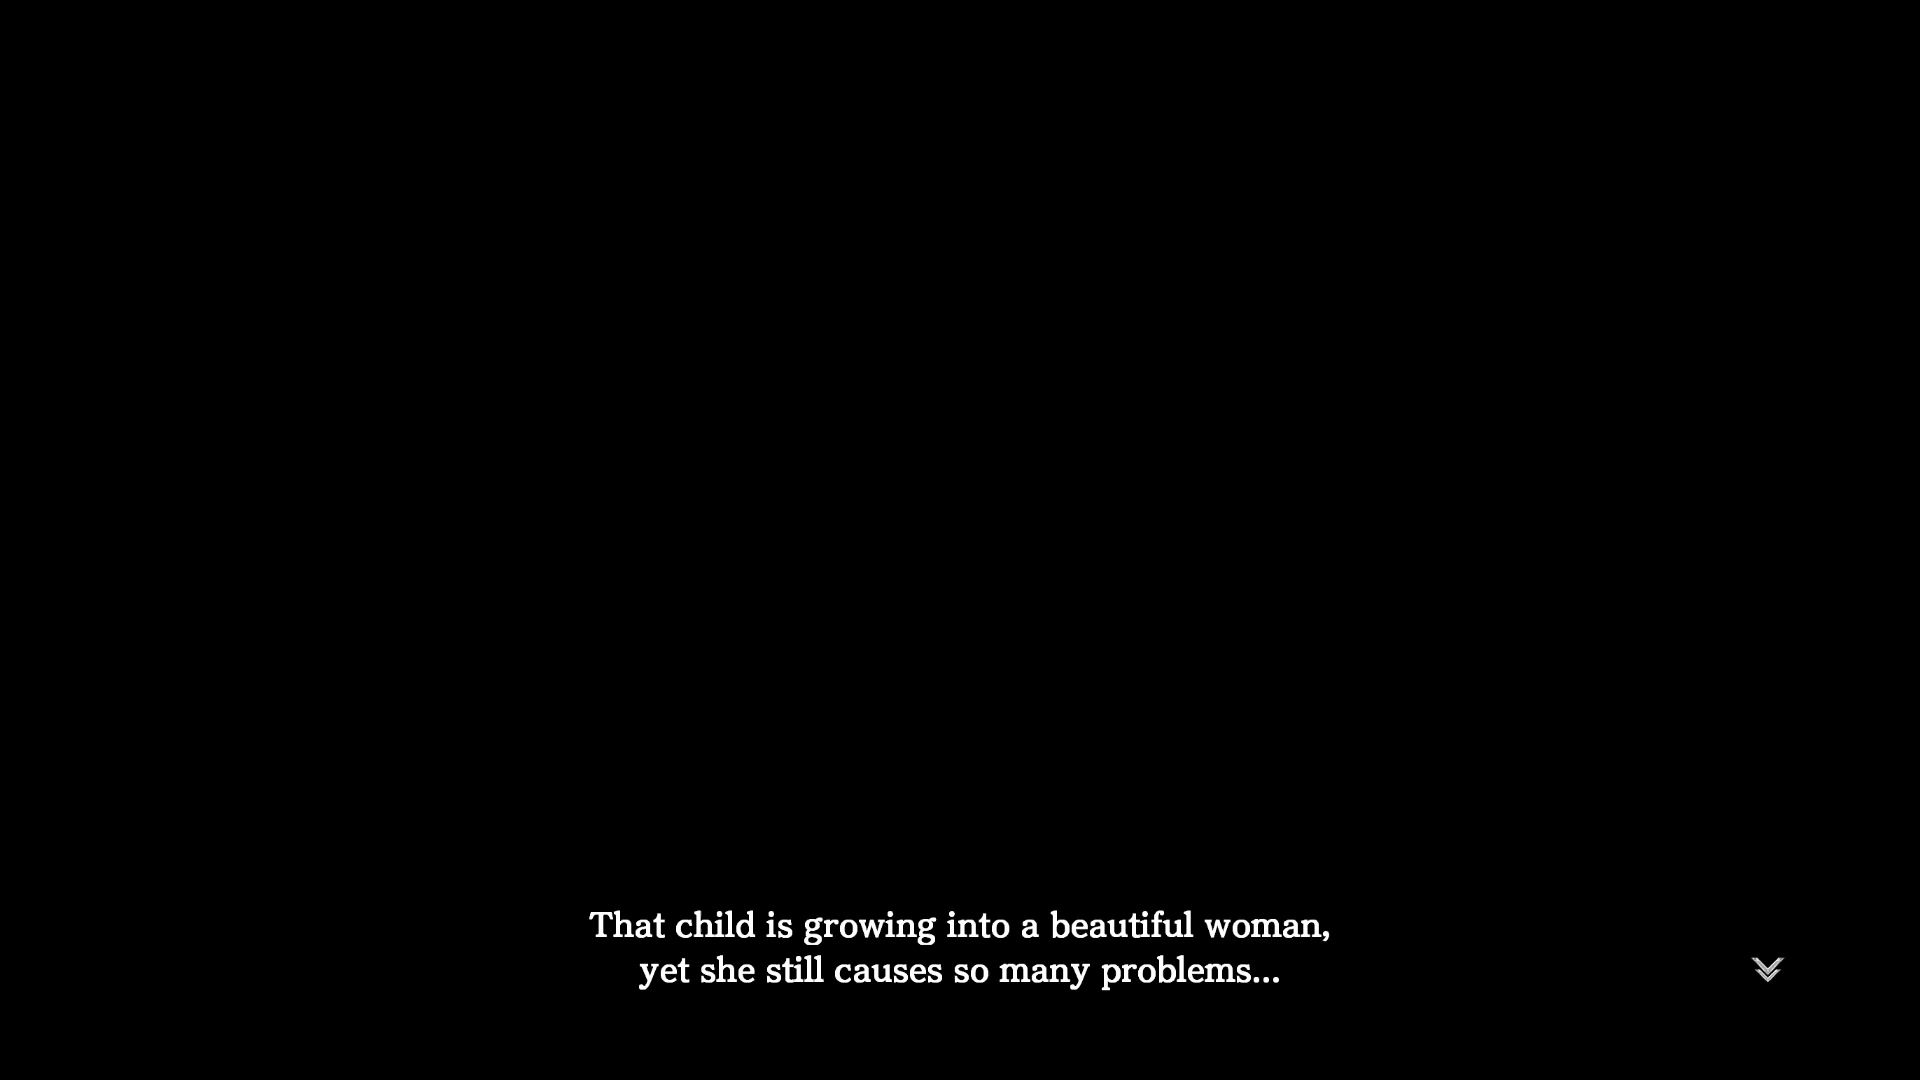 That child is growing into a beautiful woman,
yet she still causes so many problems...